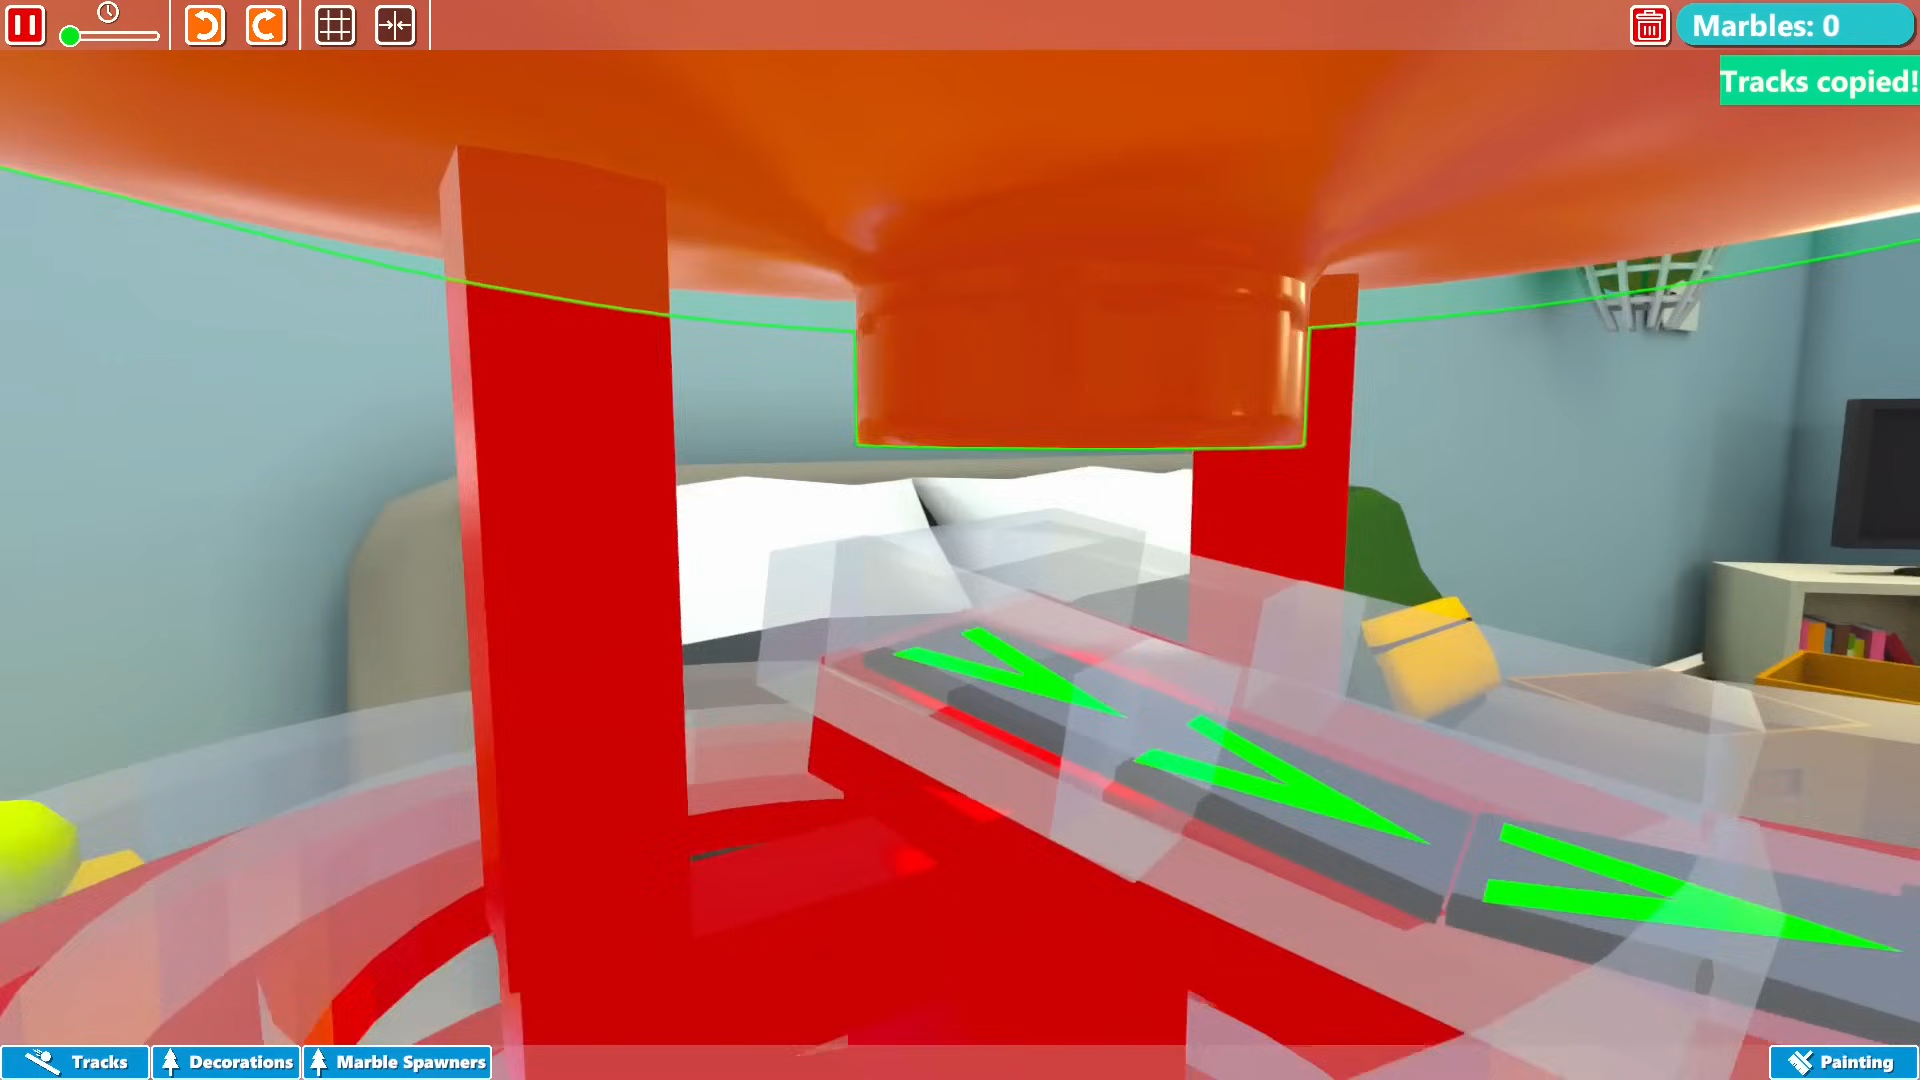 Marbles: 0
Tracks copied!
Tracks
Decorations
Marble Spawners
Painting